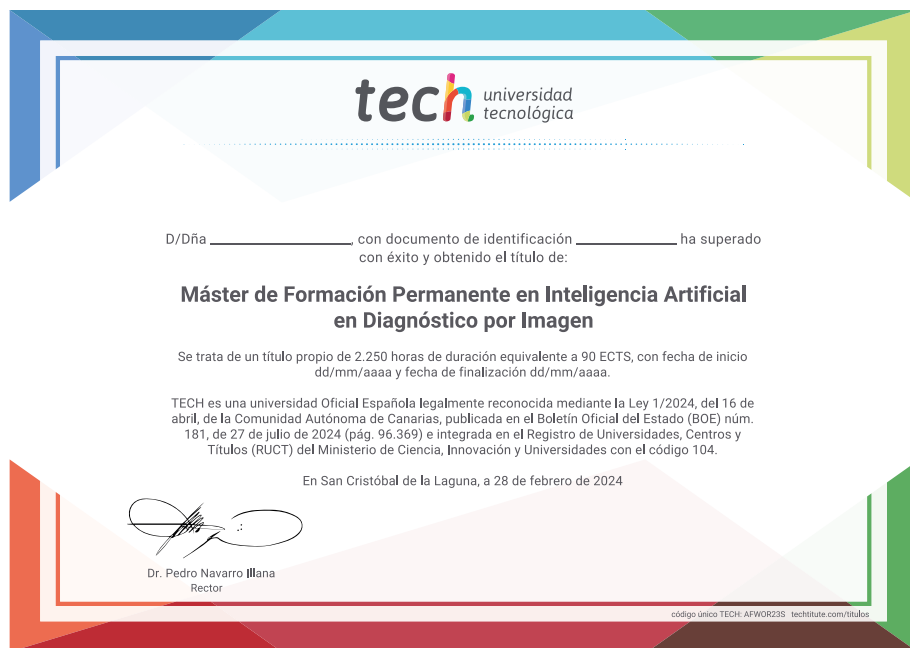 tech universidad
tecnológica
D/Dña ____________________, con documento de identificación ______________ ha superado
con éxito y obtenido el título de:
Máster de Formación Permanente en Inteligencia Artificial
en Diagnóstico por Imagen
Se trata de un título propio de 2.250 horas de duración equivalente a 90 ECTS, con fecha de inicio
dd/mm/aaaa y fecha de finalización dd/mm/aaaa.
TECH es una universidad Oficial Española legalmente reconocida mediante la Ley 1/2024, del 16 de
abril, de la Comunidad Autónoma de Canarias, publicada en el Boletín Oficial del Estado (BOE) núm.
181, de 27 de julio de 2024 (pág. 96.369) e integrada en el Registro de Universidades, Centros y
Títulos (RUCT) del Ministerio de Ciencia, Innovación y Universidades con el código 104.
En San Cristóbal de la Laguna, a 28 de febrero de 2024
Dr. Pedro Navarro Illana
Rector
código único TECH: AFWOR23S techtitute.com/titulos